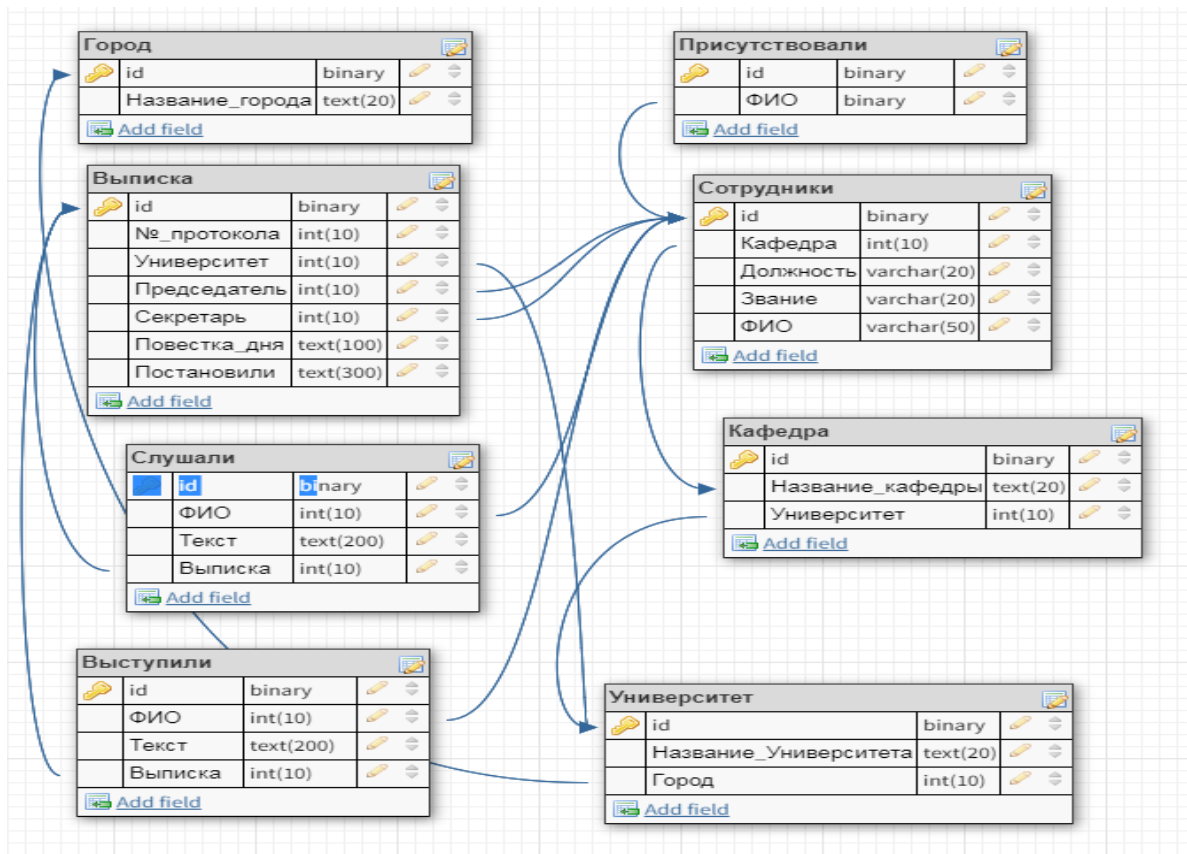 Город
id binary
Название_города text(20)
Add field
Выписка
id binary
№_протокола int(10)
Университет int(10)
Председатель int(10)
Секретарь int(10)
Повестка_дня text(100)
Постановили text(300)
Add field
Слушали
id binary
ФИО int(10)
Текст text(200)
Выписка int(10)
Add field
Выступили
id binary
ФИО int(10)
Текст text(200)
Выписка int(10)
Add field
Присутствовали
id binary
ФИО binary
Add field
Сотрудники
id binary
Кафедра int(10)
Должность varchar(20)
Звание varchar(20)
ФИО varchar(50)
Add field
Кафедра
id binary
Название_кафедры text(20)
Университет int(10)
Add field
Университет
id binary
Название_Университета text(20)
Город int(10)
Add field